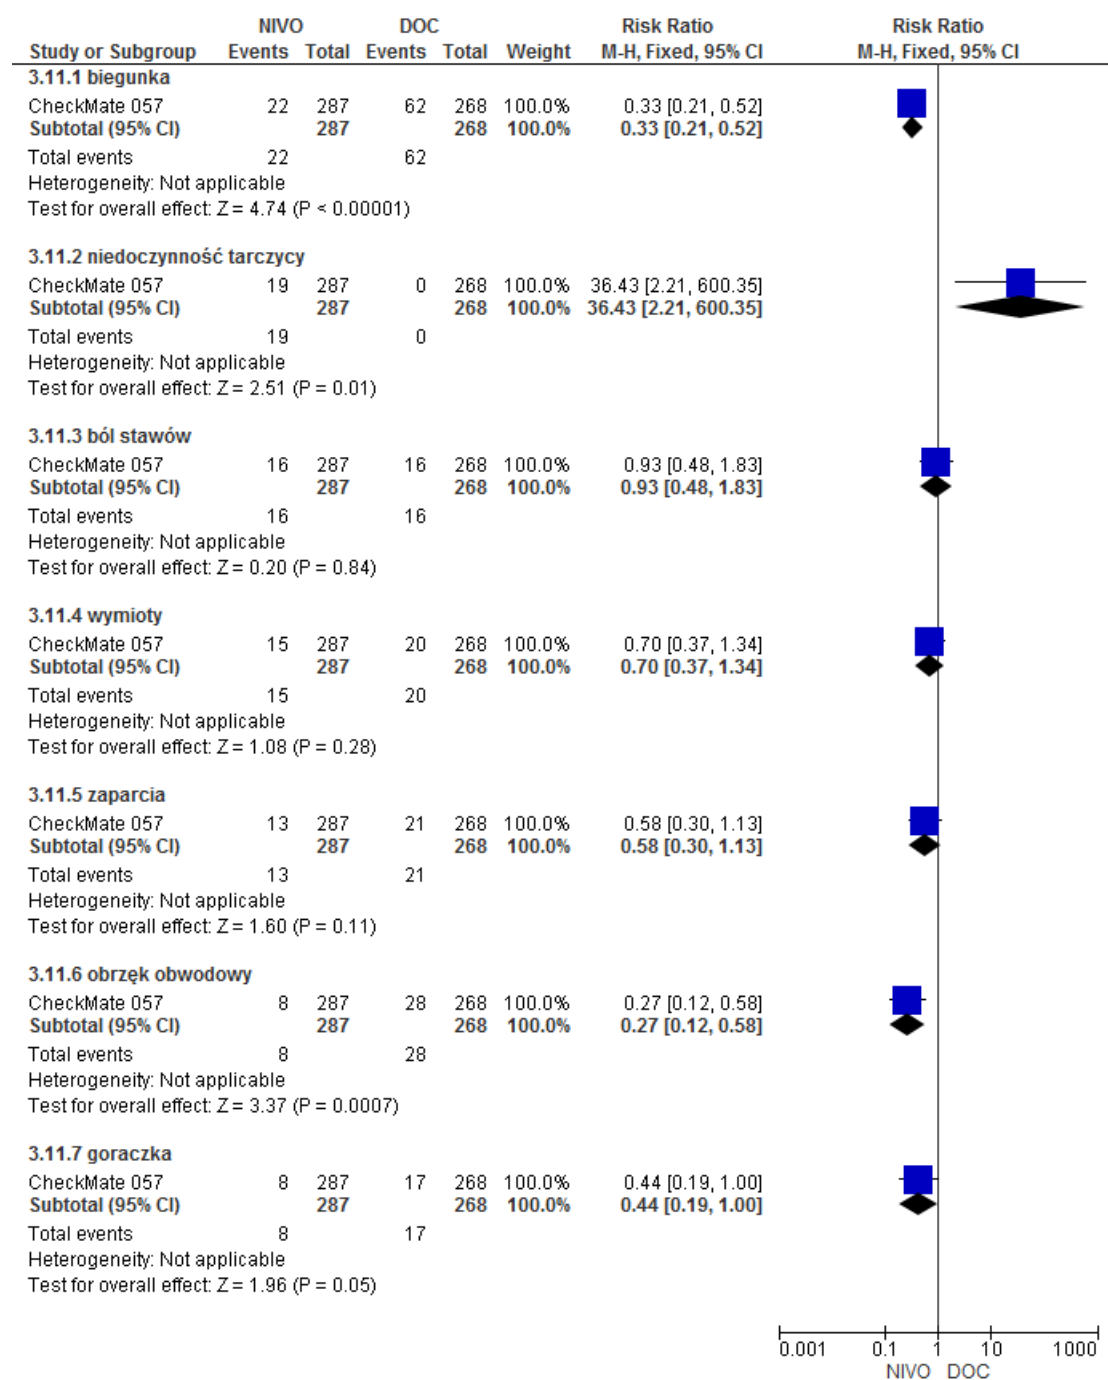 NIVO DOC Risk Ratio Risk Ratio
Study or Subgroup Events Total Events Total Weight M-H, Fixed, 95% CI M-H, Fixed, 95% CI
3.11.1 biegunka
CheckMate 057 22 287 62 268 100.0% 0.33 [0.21, 0.52]
Subtotal (95% CI) 287 268 100.0% 0.33 [0.21, 0.52]
Total events 22 62
Heterogeneity: Not applicable
Test for overall effect: Z = 4.74 (P < 0.00001)
3.11.2 niedoczynność tarczycy
CheckMate 057 19 287 0 268 100.0% 36.43 [2.21, 600.35]
Subtotal (95% CI) 287 268 100.0% 36.43 [2.21, 600.35]
Total events 19 0
Heterogeneity: Not applicable
Test for overall effect: Z = 2.51 (P = 0.01)
3.11.3 ból stawów
CheckMate 057 16 287 16 268 100.0% 0.93 [0.48, 1.83]
Subtotal (95% CI) 287 268 100.0% 0.93 [0.48, 1.83]
Total events 16 16
Heterogeneity: Not applicable
Test for overall effect: Z = 0.20 (P = 0.84)
3.11.4 wymioty
CheckMate 057 15 287 20 268 100.0% 0.70 [0.37, 1.34]
Subtotal (95% CI) 287 268 100.0% 0.70 [0.37, 1.34]
Total events 15 20
Heterogeneity: Not applicable
Test for overall effect: Z = 1.08 (P = 0.28)
3.11.5 zaparcia
CheckMate 057 13 287 21 268 100.0% 0.58 [0.30, 1.13]
Subtotal (95% CI) 287 268 100.0% 0.58 [0.30, 1.13]
Total events 13 21
Heterogeneity: Not applicable
Test for overall effect: Z = 1.60 (P = 0.11)
3.11.6 obrzęk obwodowy
CheckMate 057 8 287 28 268 100.0% 0.27 [0.12, 0.58]
Subtotal (95% CI) 287 268 100.0% 0.27 [0.12, 0.58]
Total events 8 28
Heterogeneity: Not applicable
Test for overall effect: Z = 3.37 (P = 0.0007)
3.11.7 goraczka
CheckMate 057 8 287 17 268 100.0% 0.44 [0.19, 1.00]
Subtotal (95% CI) 287 268 100.0% 0.44 [0.19, 1.00]
Total events 8 17
Heterogeneity: Not applicable
Test for overall effect: Z = 1.96 (P = 0.05)
0.001 0.1 1 10 1000
NIVO DOC